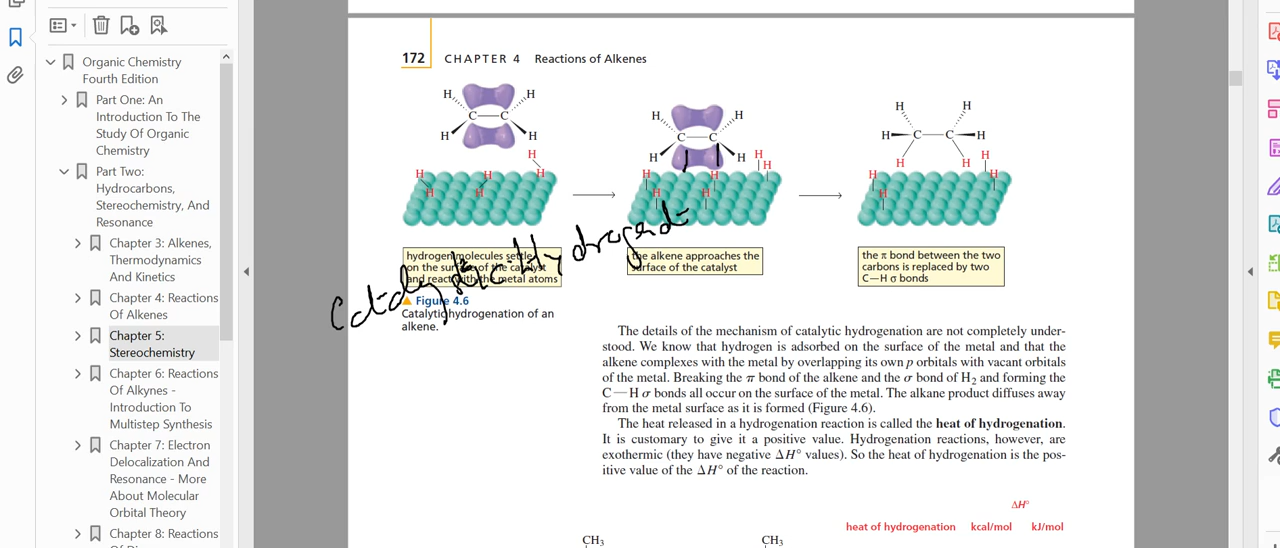 Organic Chemistry
Fourth Edition
Part One: An
Introduction To The
Study Of Organic
Chemistry
Part Two:
Hydrocarbons,
Stereochemistry, And
Resonance
Chapter 3: Alkenes,
Thermodynamics
And Kinetics
Chapter 4: Reactions
Of Alkenes
Chapter 5:
Stereochemistry
Chapter 6: Reactions
Of Alkynes -
Introduction To
Multistep Synthesis
Chapter 7: Electron
Delocalization And
Resonance - More
About Molecular
Orbital Theory
Chapter 8: Reactions
172 CHAPTER 4 Reactions of Alkenes
H H
C C
H H
H
H H H
H H
H H
C C
H H H
H H H
H H
H H
H C C H
H H H
H H
H
hydrogen molecules settle
on the surface of the catalyst
and react with the metal atoms
the alkene approaches the
surface of the catalyst
the π bond between the two
carbons is replaced by two
C—H σ bonds
Figure 4.6
Catalytic hydrogenation of an
alkene.
The details of the mechanism of catalytic hydrogenation are not completely under-
stood. We know that hydrogen is adsorbed on the surface of the metal and that the
alkene complexes with the metal by overlapping its own p orbitals with vacant orbitals
of the metal. Breaking the π bond of the alkene and the σ bond of H₂ and forming the
C—H σ bonds all occur on the surface of the metal. The alkane product diffuses away
from the metal surface as it is formed (Figure 4.6).
The heat released in a hydrogenation reaction is called the heat of hydrogenation.
It is customary to give it a positive value. Hydrogenation reactions, however, are
exothermic (they have negative ΔH° values). So the heat of hydrogenation is the pos-
itive value of the ΔH° of the reaction.
ΔH°
heat of hydrogenation kcal/mol kJ/mol
CH₃ CH₃